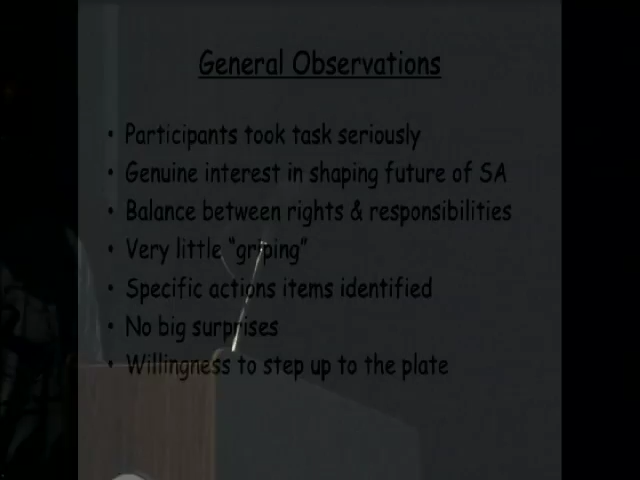 General Observations
• Participants took task seriously
• Genuine interest in shaping future of SA
• Balance between rights & responsibilities
• Very little “griping”
• Specific actions items identified
• No big surprises
• Willingness to step up to the plate